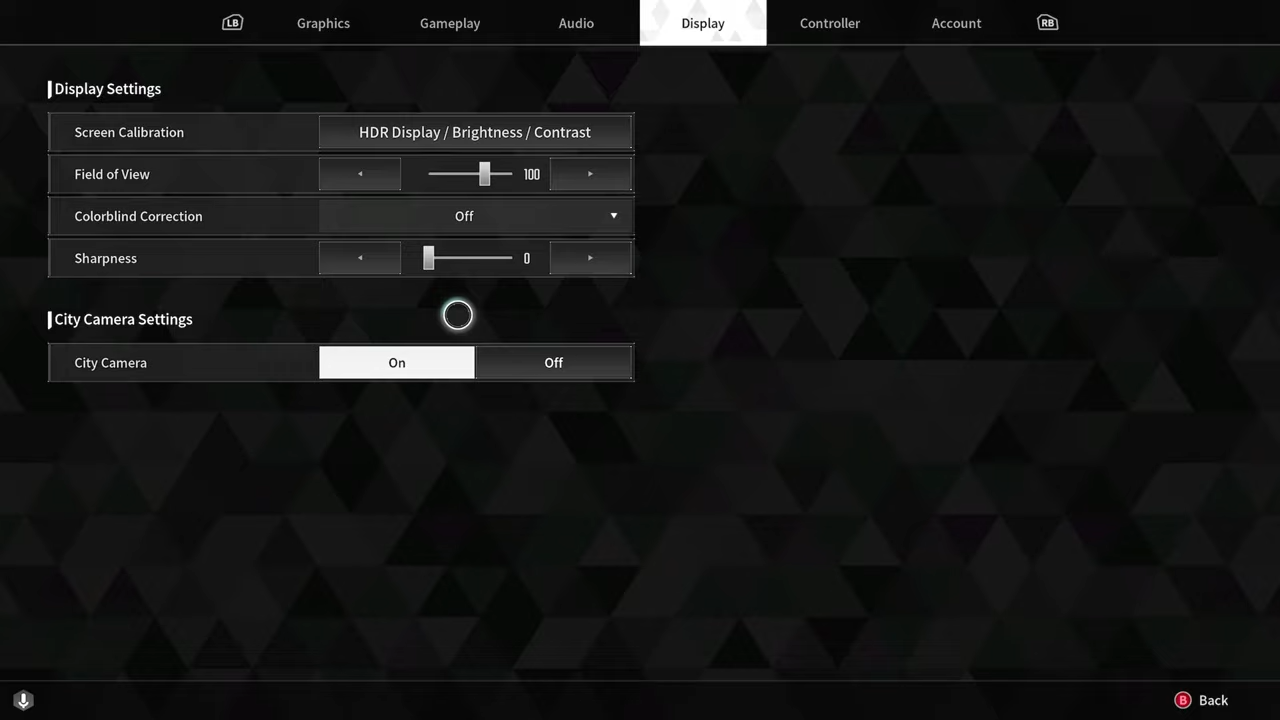 LB Graphics Gameplay Audio Display Controller Account RB
Display Settings
Screen Calibration HDR Display / Brightness / Contrast
Field of View 100
Colorblind Correction Off
Sharpness 0
City Camera Settings
City Camera On Off
B Back